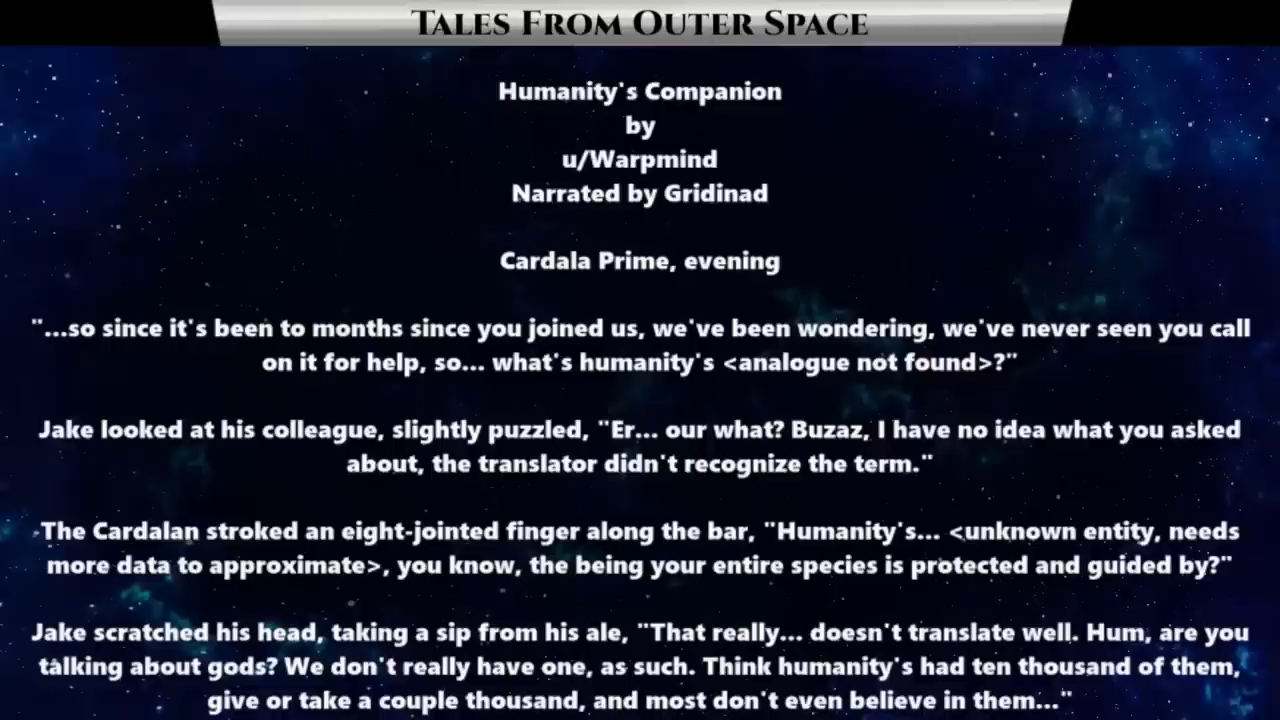 Tales From Outer Space
Humanity's Companion
by
u/Warpmind
Narrated by Gridinad
Cardala Prime, evening
"...so since it's been to months since you joined us, we've been wondering, we've never seen you call
on it for help, so... what's humanity's <analogue not found>?"
Jake looked at his colleague, slightly puzzled, "Er... our what? Buzaz, I have no idea what you asked
about, the translator didn't recognize the term."
The Cardalan stroked an eight-jointed finger along the bar, "Humanity's... <unknown entity, needs
more data to approximate>, you know, the being your entire species is protected and guided by?"
Jake scratched his head, taking a sip from his ale, "That really... doesn't translate well. Hum, are you
talking about gods? We don't really have one, as such. Think humanity's had ten thousand of them,
give or take a couple thousand, and most don't even believe in them..."